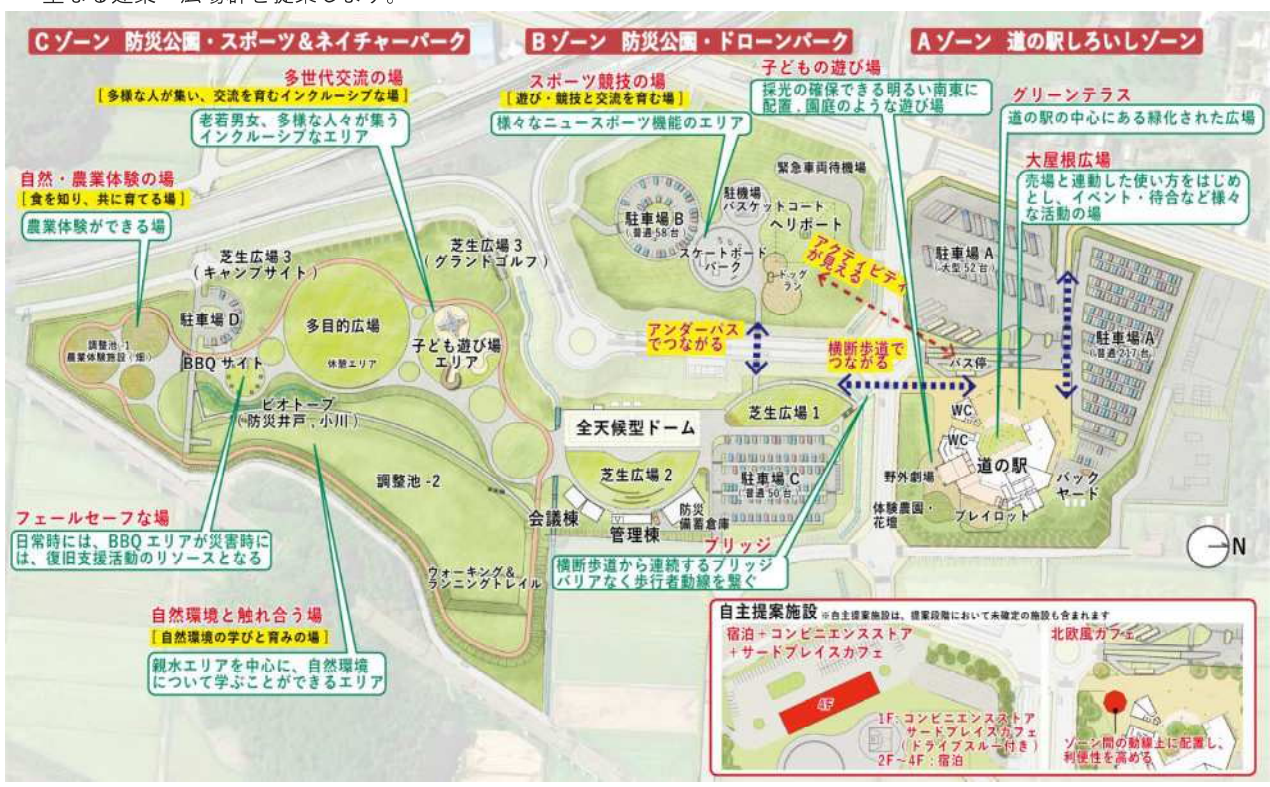 Cゾーン 防災公園・スポーツ&ネイチャーパーク
Bゾーン 防災公園・ドローンパーク
Aゾーン 道の駅しろいしゾーン
多世代交流の場
[多様な人が集い、交流を育むインクルーシブな場]
老若男女、多様な人々が集う
インクルーシブなエリア
スポーツ競技の場
[遊び・競技と交流を育む場]
様々なニュースポーツ機能のエリア
子どもの遊び場
採光の確保できる明るい南東に
配置,園庭のような遊び場
グリーンテラス
道の駅の中心にある緑化された広場
大屋根広場
売場と連動した使い方をはじめ
とし、イベント・待合など様々
な活動の場
自然・農業体験の場
[食を知り、共に育てる場]
農業体験ができる場
芝生広場3
(キャンプサイト)
芝生広場3
(グランドゴルフ)
駐車場D
多目的広場
休憩エリア
子ども遊び場
エリア
調整池-1
農業体験施設(畑)
BBQサイト
ビオトープ
(防災井戸,小川)
調整池-2
緊急車両待機場
駐機場
バスケットコート
ヘリポート
駐車場B
(普通58台)
スケートボード
パーク
ドッグ
ラン
アクティビティ
が見える
アンダーパス
でつながる
横断歩道で
つながる
駐車場A
(大型52台)
駐車場A
(普通217台)
バス停
WC
WC
道の駅
野外劇場
体験農園・
花壇
プレイロット
バック
ヤード
芝生広場1
全天候型ドーム
芝生広場2
駐車場C
(普通50台)
会議棟
管理棟
防災
備蓄倉庫
ブリッジ
横断歩道から連続するブリッジ
バリアなく歩行者動線を繋ぐ
フェールセーフな場
日常時には、BBQエリアが災害時に
は、復旧支援活動のリソースとなる
ウォーキング&
ランニングトレイル
自然環境と触れ合う場
[自然環境の学びと育みの場]
親水エリアを中心に、自然環境
について学ぶことができるエリア
N
自主提案施設 ※自主提案施設は、提案段階において未確定の施設も含まれます
宿泊+コンビニエンスストア
+サードプレイスカフェ
4F
1F:コンビニエンスストア
サードプレイスカフェ
(ドライブスルー付き)
2F~4F:宿泊
北欧風カフェ
ゾーン間の動線上に配置し、
利便性を高める